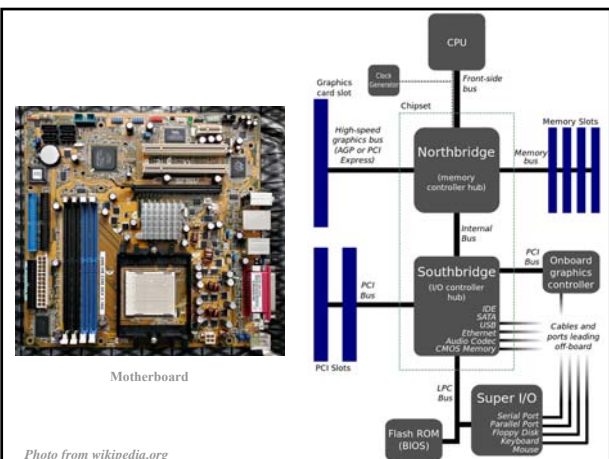 CPU
Clock
Generator
Front-side
bus
Graphics
card slot
Chipset
High-speed
graphics bus
(AGP or PCI
Express)
Northbridge
(memory
controller hub)
Memory
bus
Memory Slots
Internal
Bus
Southbridge
(I/O controller
hub)
PCI
Bus
PCI
Bus
Onboard
graphics
controller
IDE
SATA
USB
Ethernet
Audio Codec
CMOS Memory
Cables and
ports leading
off-board
PCI Slots
LPC
Bus
Super I/O
Serial Port
Parallel Port
Floppy Disk
Keyboard
Mouse
Flash ROM
(BIOS)
Motherboard
Photo from wikipedia.org